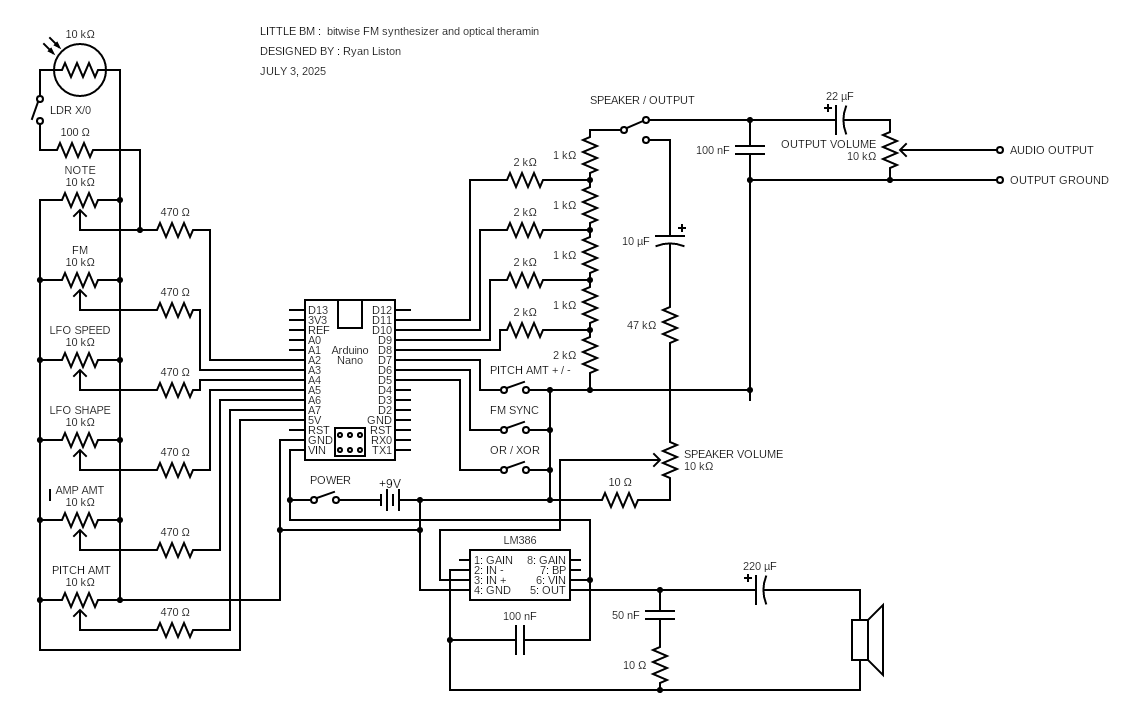 LITTLE BM :  bitwise FM synthesizer and optical theramin
DESIGNED BY : Ryan Liston
JULY 3, 2025
10 kΩ
LDR X/0
100 Ω
NOTE
10 kΩ
470 Ω
FM
10 kΩ
470 Ω
LFO SPEED
10 kΩ
470 Ω
LFO SHAPE
10 kΩ
470 Ω
AMP AMT
10 kΩ
470 Ω
PITCH AMT
10 kΩ
470 Ω
D13
3V3
REF
A0
A1
A2
A3
A4
A5
A6
A7
5V
RST
GND
VIN
Arduino
Nano
D12
D11
D10
D9
D8
D7
D6
D5
D4
D3
D2
GND
RST
RX0
TX1
2 kΩ
2 kΩ
2 kΩ
2 kΩ
1 kΩ
1 kΩ
1 kΩ
1 kΩ
2 kΩ
SPEAKER / OUTPUT
PITCH AMT + / -
FM SYNC
OR / XOR
POWER
+9V
10 µF
+
47 kΩ
SPEAKER VOLUME
10 kΩ
10 Ω
100 nF
22 µF
+
OUTPUT VOLUME
10 kΩ
AUDIO OUTPUT
OUTPUT GROUND
LM386
1: GAIN
2: IN -
3: IN +
4: GND
8: GAIN
7: BP
6: VIN
5: OUT
100 nF
50 nF
10 Ω
220 µF
+